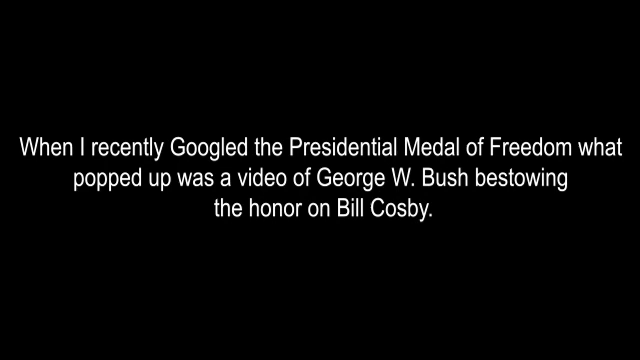 When I recently Googled the Presidential Medal of Freedom what
popped up was a video of George W. Bush bestowing
the honor on Bill Cosby.